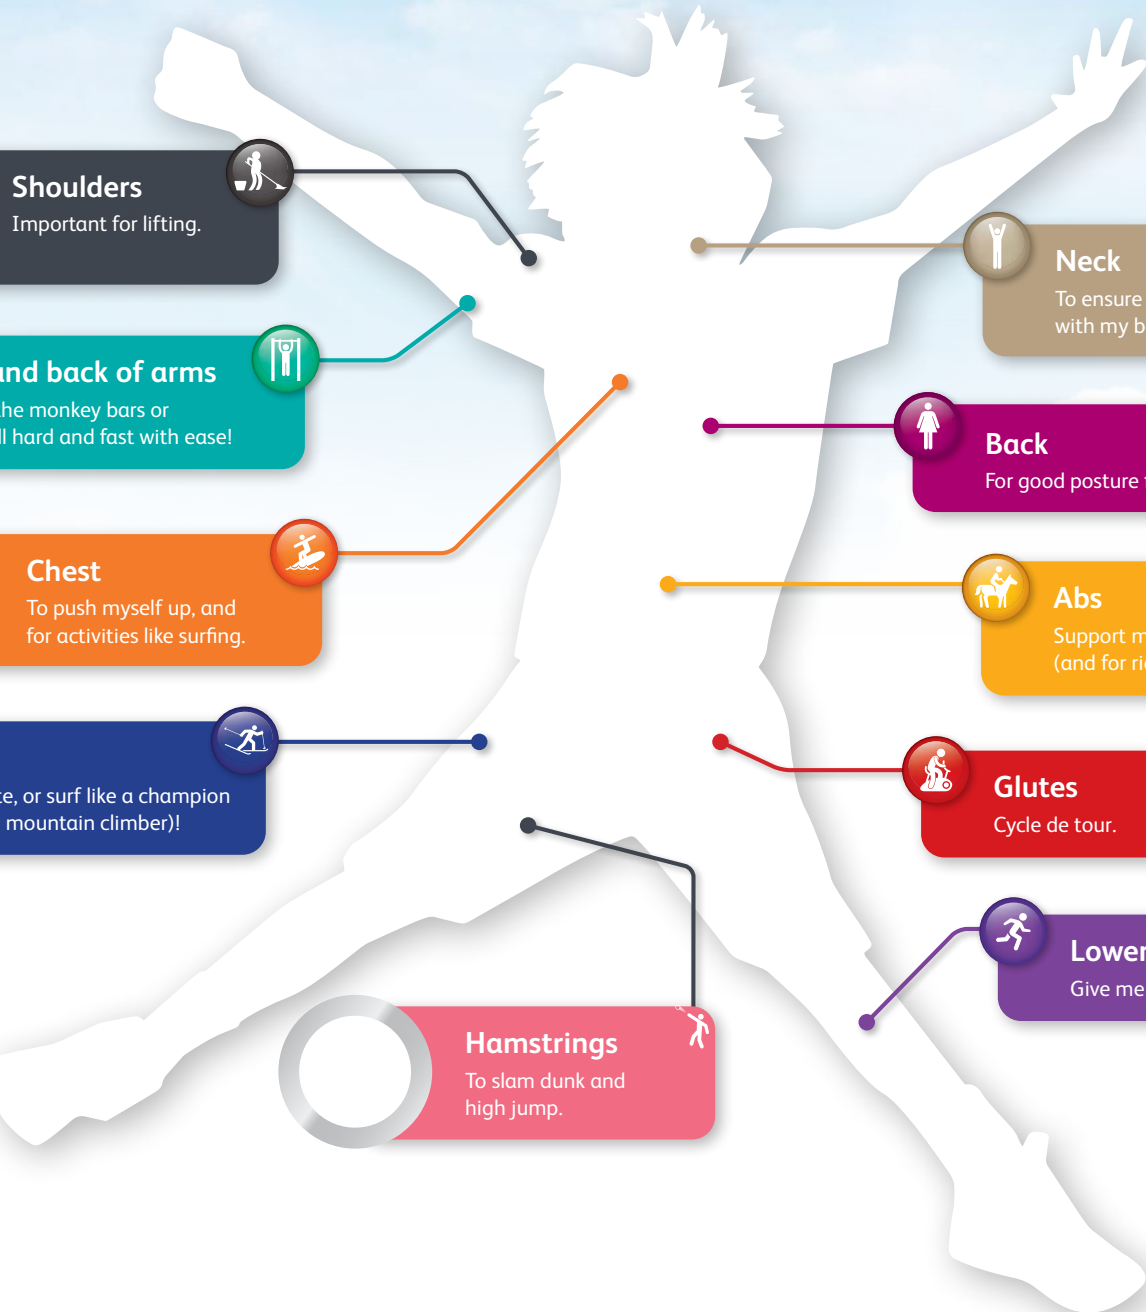 Shoulders
Important for lifting.
and back of arms
the monkey bars or
hard and fast with ease!
Chest
To push myself up, and
for activities like surfing.
or surf like a champion
mountain climber)!
Hamstrings
To slam dunk and
high jump.
Neck
To ensure
with my
Back
For good posture
Abs
Support
(and for
Glutes
Cycle de tour.
Lower
Give me